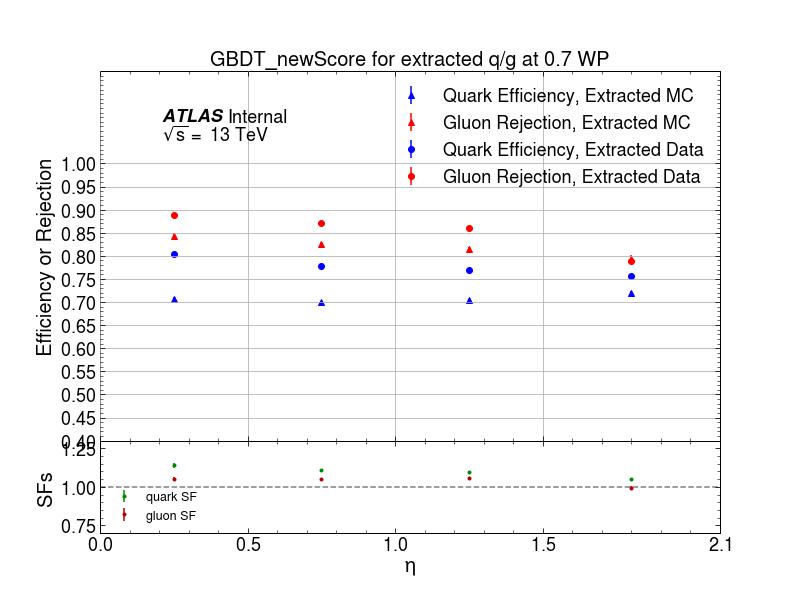 GBDT_newScore for extracted q/g at 0.7 WP
ATLAS Internal
√s = 13 TeV
Quark Efficiency, Extracted MC
Gluon Rejection, Extracted MC
Quark Efficiency, Extracted Data
Gluon Rejection, Extracted Data
Efficiency or Rejection
1.00
0.95
0.90
0.85
0.80
0.75
0.70
0.65
0.60
0.55
0.50
0.45
0.40
SFs
1.25
1.00
0.75
quark SF
gluon SF
0.0 0.5 1.0 1.5 2.1
η